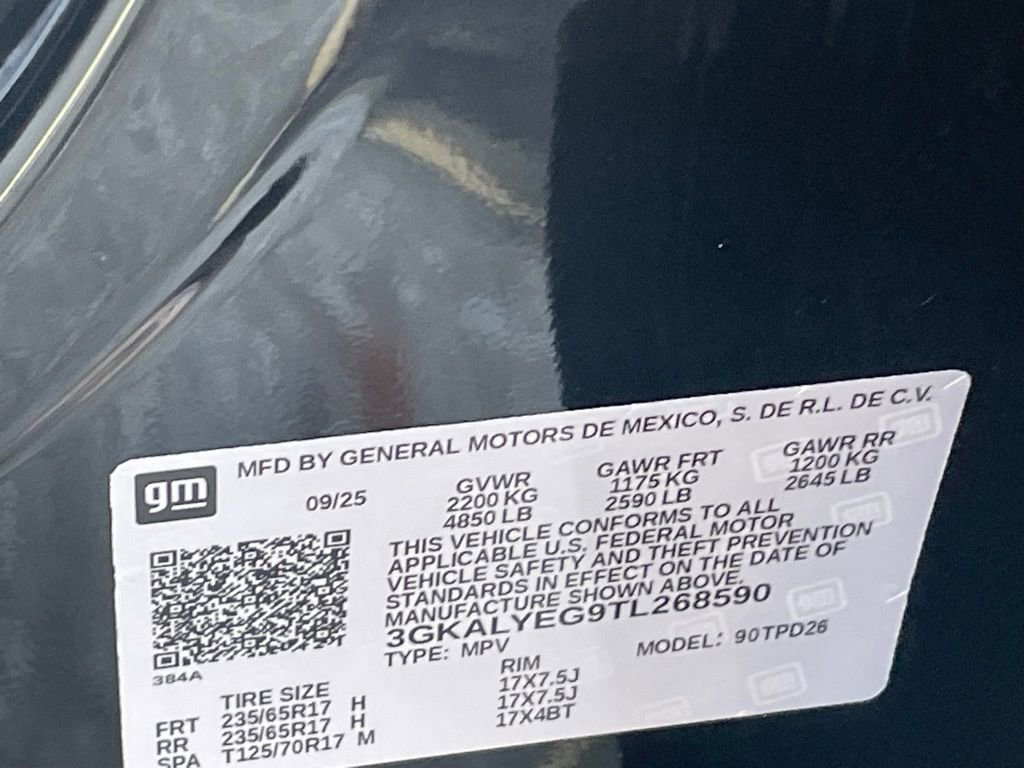 MFD BY GENERAL MOTORS DE MEXICO, S. DE R.L. DE C.V.
gm
09/25
GVWR
2200 KG
4850 LB
GAWR FRT
1175 KG
2590 LB
GAWR RR
1200 KG
2645 LB
THIS VEHICLE CONFORMS TO ALL
APPLICABLE U.S. FEDERAL MOTOR
VEHICLE SAFETY AND THEFT PREVENTION
STANDARDS IN EFFECT ON THE DATE OF
MANUFACTURE SHOWN ABOVE.
3GKALYEG9TL268590
TYPE: MPV
MODEL: 90TPD26
384A
TIRE SIZE
RIM
FRT 235/65R17 H 17X7.5J
RR 235/65R17 H 17X7.5J
SPA T125/70R17 M 17X4BT